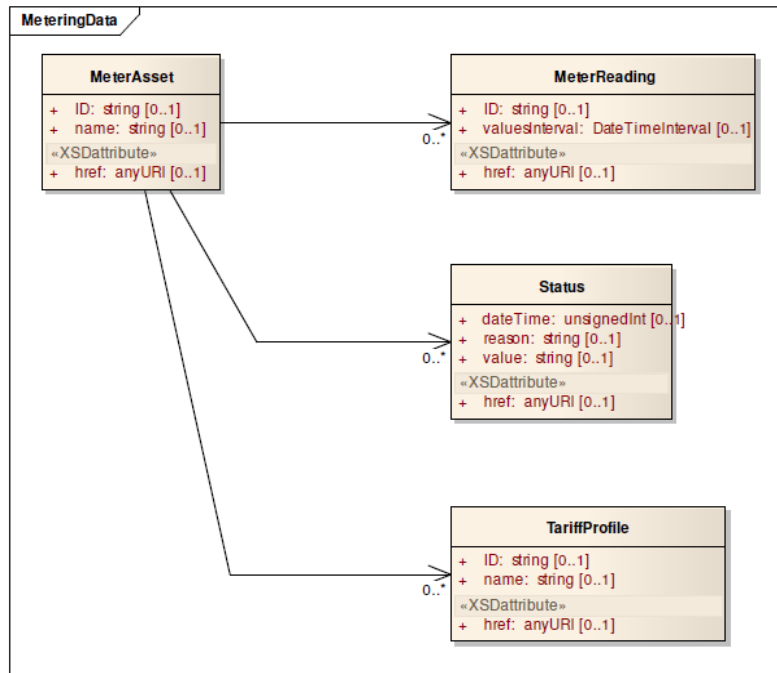 MeteringData
MeterAsset
+ ID: string [0..1]
+ name: string [0..1]
«XSDattribute»
+ href: anyURI [0..1]
MeterReading
+ ID: string [0..1]
+ valuesInterval: DateTimeInterval [0..1]
«XSDattribute»
+ href: anyURI [0..1]
0..*
Status
+ dateTime: unsignedInt [0..1]
+ reason: string [0..1]
+ value: string [0..1]
«XSDattribute»
+ href: anyURI [0..1]
0..*
TariffProfile
+ ID: string [0..1]
+ name: string [0..1]
«XSDattribute»
+ href: anyURI [0..1]
0..*